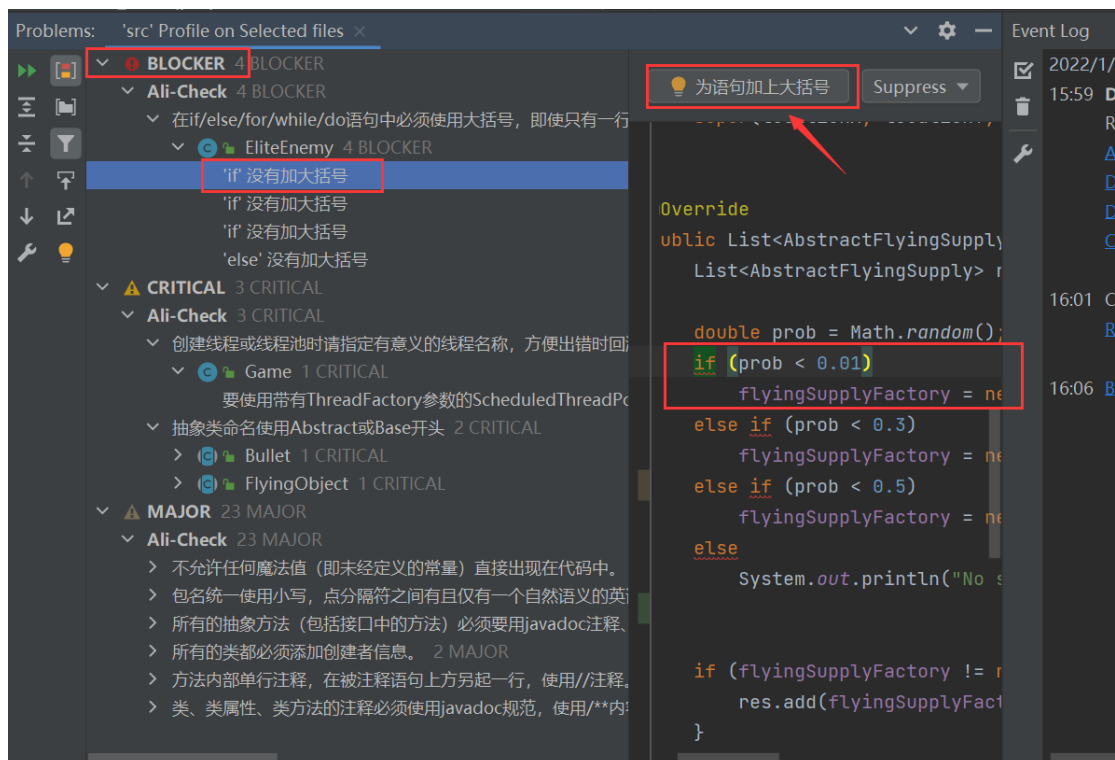 Problems: 'src' Profile on Selected files
BLOCKER 4 BLOCKER
Ali-Check 4 BLOCKER
在if/else/for/while/do语句中必须使用大括号，即使只有一行
EliteEnemy 4 BLOCKER
'if' 没有加大括号
'if' 没有加大括号
'if' 没有加大括号
'else' 没有加大括号
CRITICAL 3 CRITICAL
Ali-Check 3 CRITICAL
创建线程或线程池时请指定有意义的线程名称，方便出错时回
Game 1 CRITICAL
要使用带有ThreadFactory参数的ScheduledThreadPo
抽象类命名使用Abstract或Base开头 2 CRITICAL
Bullet 1 CRITICAL
FlyingObject 1 CRITICAL
MAJOR 23 MAJOR
Ali-Check 23 MAJOR
不允许任何魔法值（即未经定义的常量）直接出现在代码中。
包名统一使用小写，点分隔符之间有且仅有一个自然语义的英
所有的抽象方法（包括接口中的方法）必须要用javadoc注释、
所有的类都必须添加创建者信息。 2 MAJOR
方法内部单行注释，在被注释语句上方另起一行，使用//注释。
类、类属性、类方法的注释必须使用javadoc规范，使用/**内容
为语句加上大括号 Suppress
Override
ublic List<AbstractFlyingSupply
List<AbstractFlyingSupply> r
double prob = Math.random();
if (prob < 0.01)
flyingSupplyFactory = ne
else if (prob < 0.3)
flyingSupplyFactory = ne
else if (prob < 0.5)
flyingSupplyFactory = ne
else
System.out.println("No s
if (flyingSupplyFactory != n
res.add(flyingSupplyFact
}
Event Log
2022/1/
15:59 D
R
A
D
D
C
16:01 C
R
16:06 B